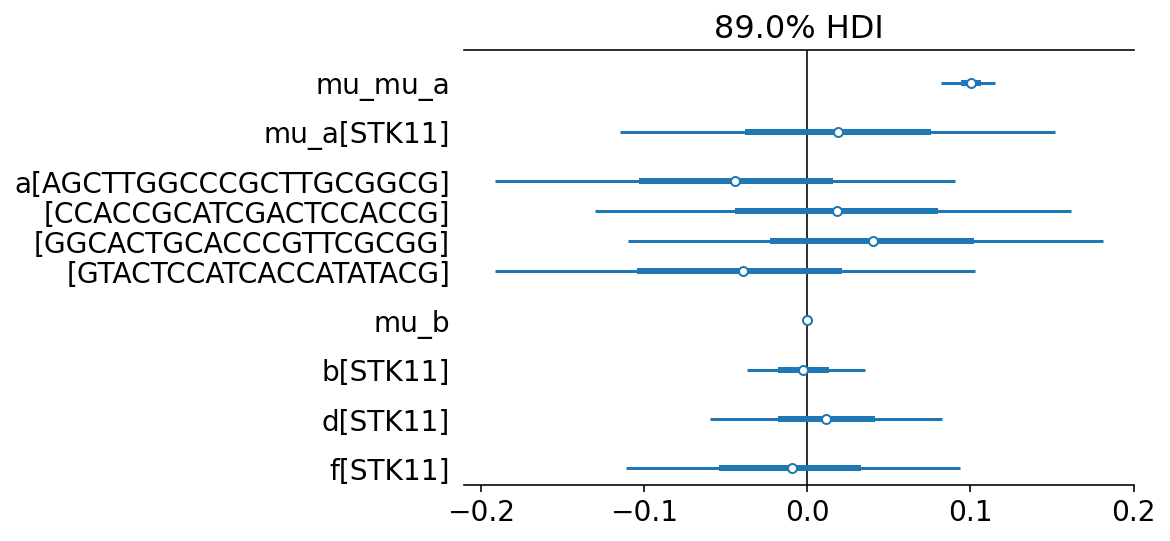 89.0% HDI
mu_mu_a
mu_a[STK11]
a[AGCTTGGCCCGCTTGCGGCG]
[CCACCGCATCGACTCCACCG]
[GGCACTGCACCCGTTCGCGG]
[GTACTCCATCACCATATACG]
mu_b
b[STK11]
d[STK11]
f[STK11]
−0.2 −0.1 0.0 0.1 0.2